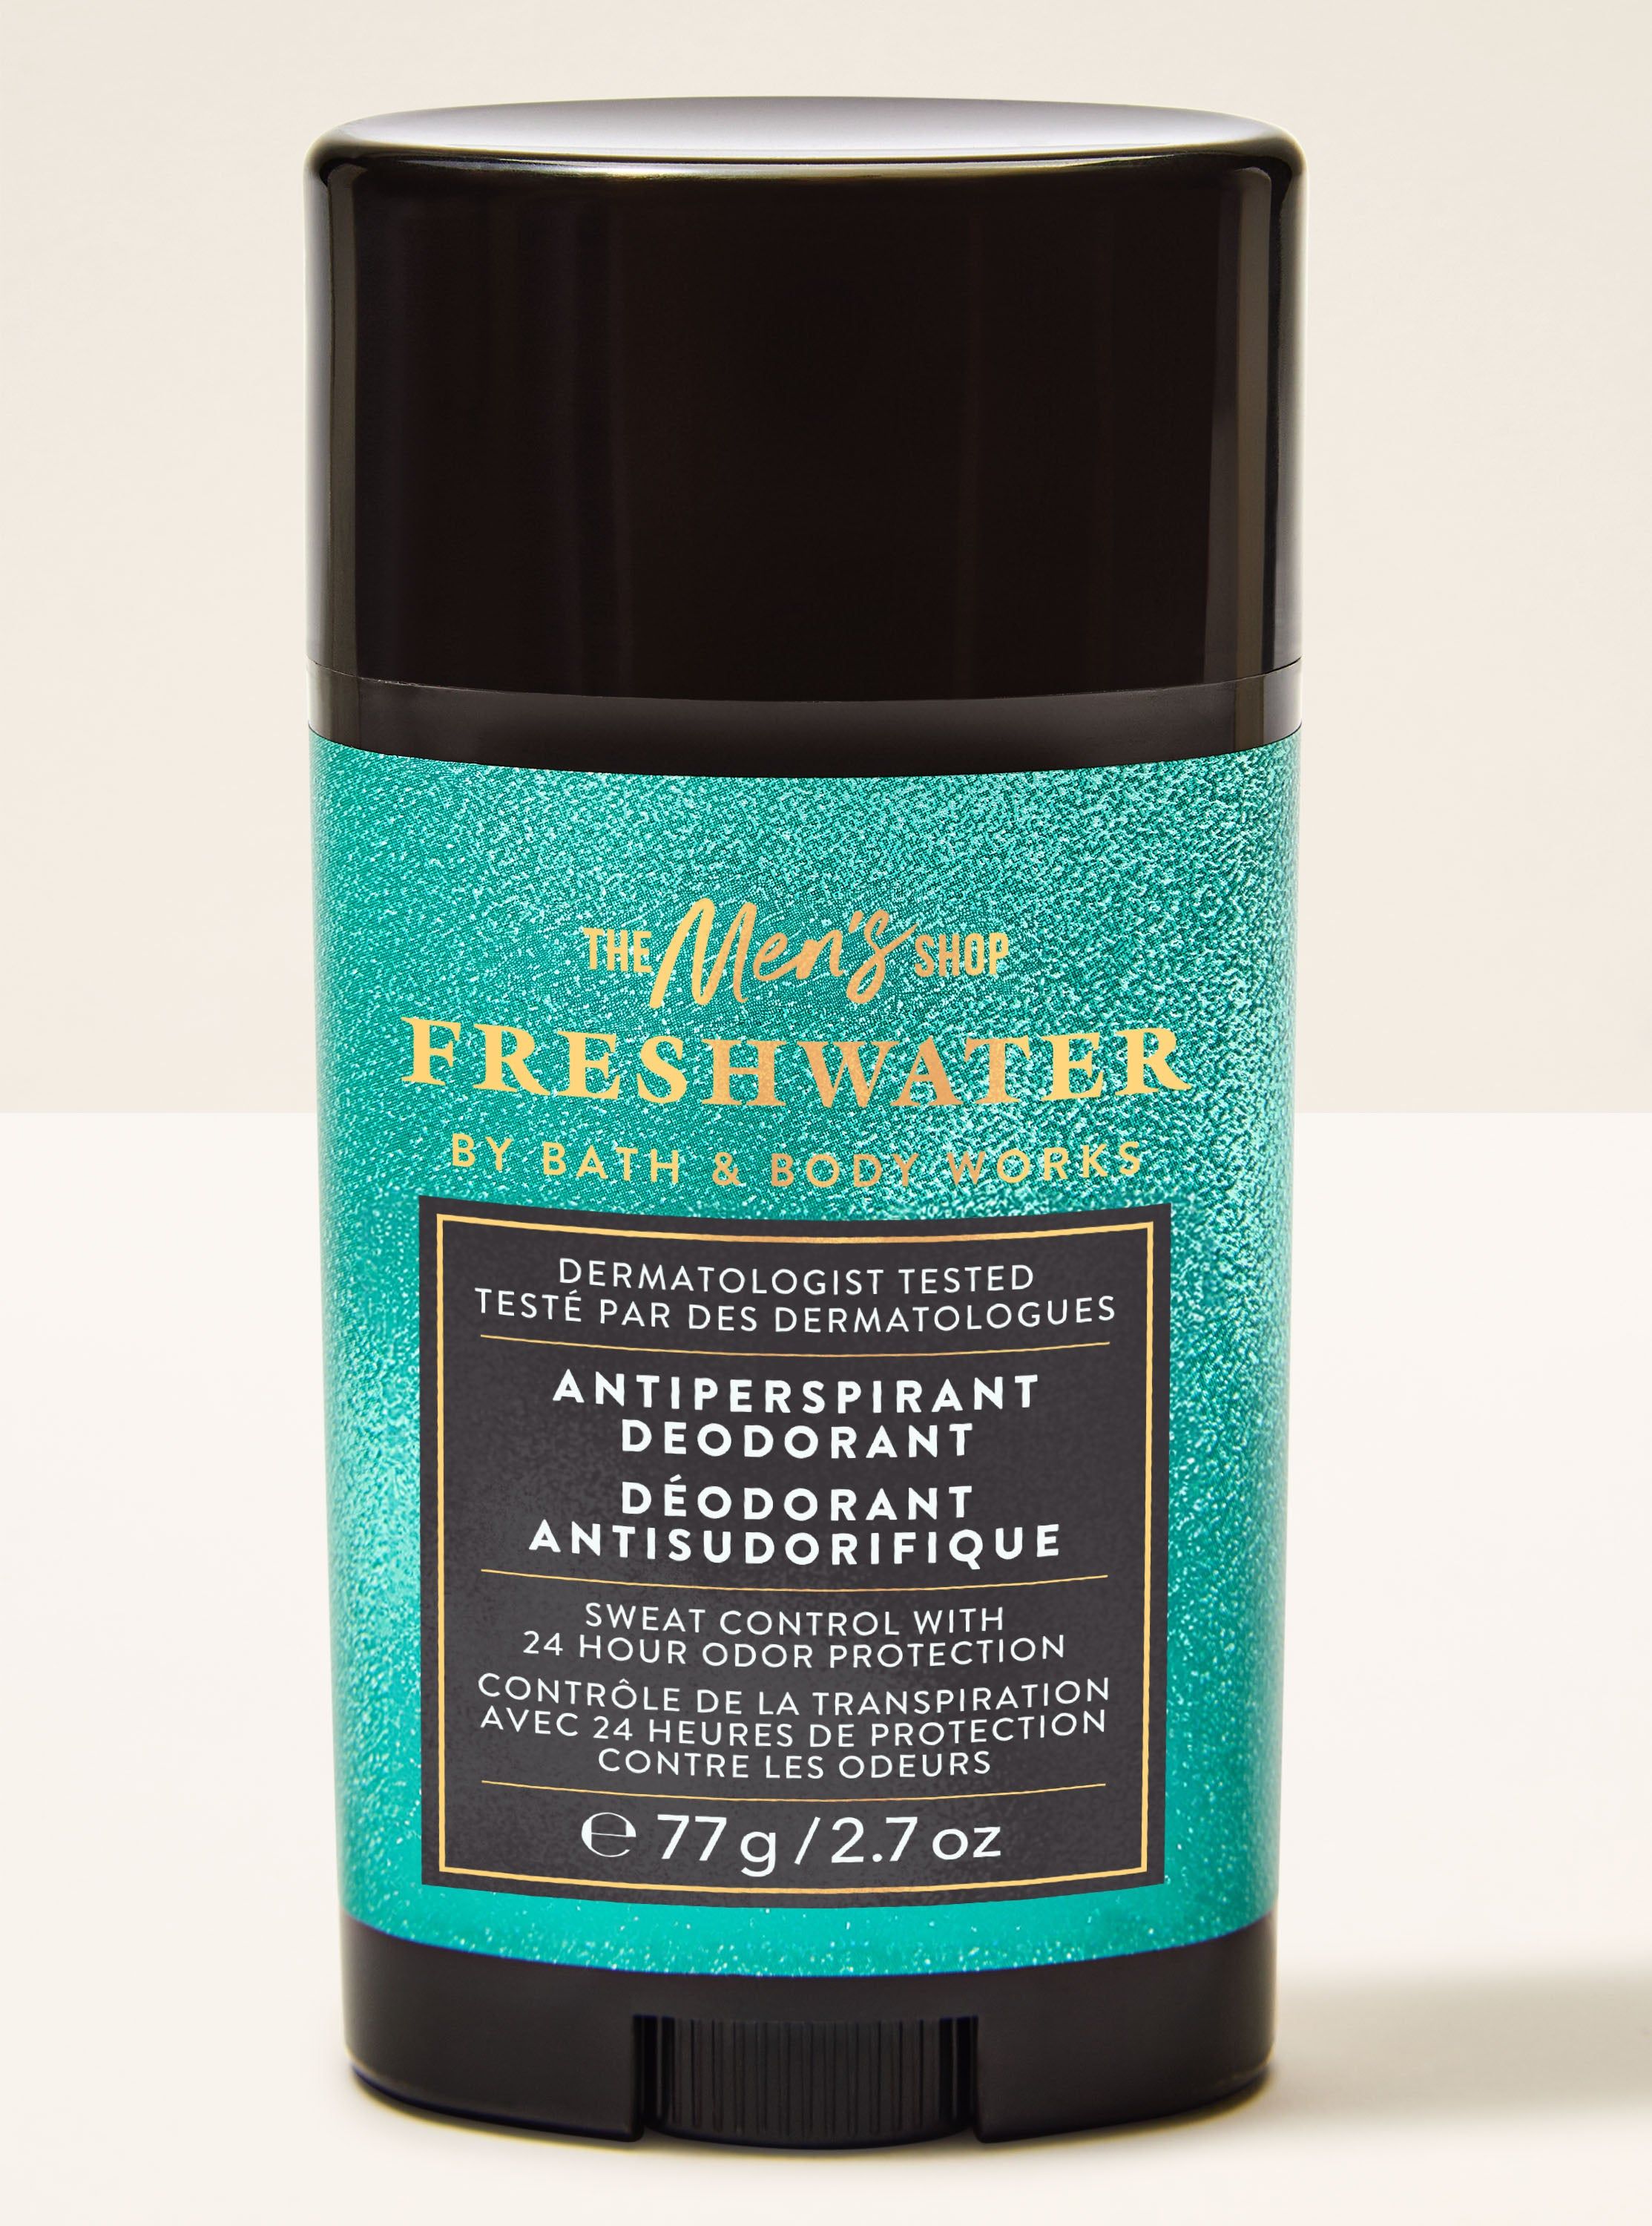 THE Men's SHOP
FRESHWATER
BY BATH & BODY WORKS
DERMATOLOGIST TESTED
TESTÉ PAR DES DERMATOLOGUES
ANTIPERSPIRANT
DEODORANT
DÉODORANT
ANTISUDORIFIQUE
SWEAT CONTROL WITH
24 HOUR ODOR PROTECTION
CONTRÔLE DE LA TRANSPIRATION
AVEC 24 HEURES DE PROTECTION
CONTRE LES ODEURS
℮ 77 g / 2.7 oz